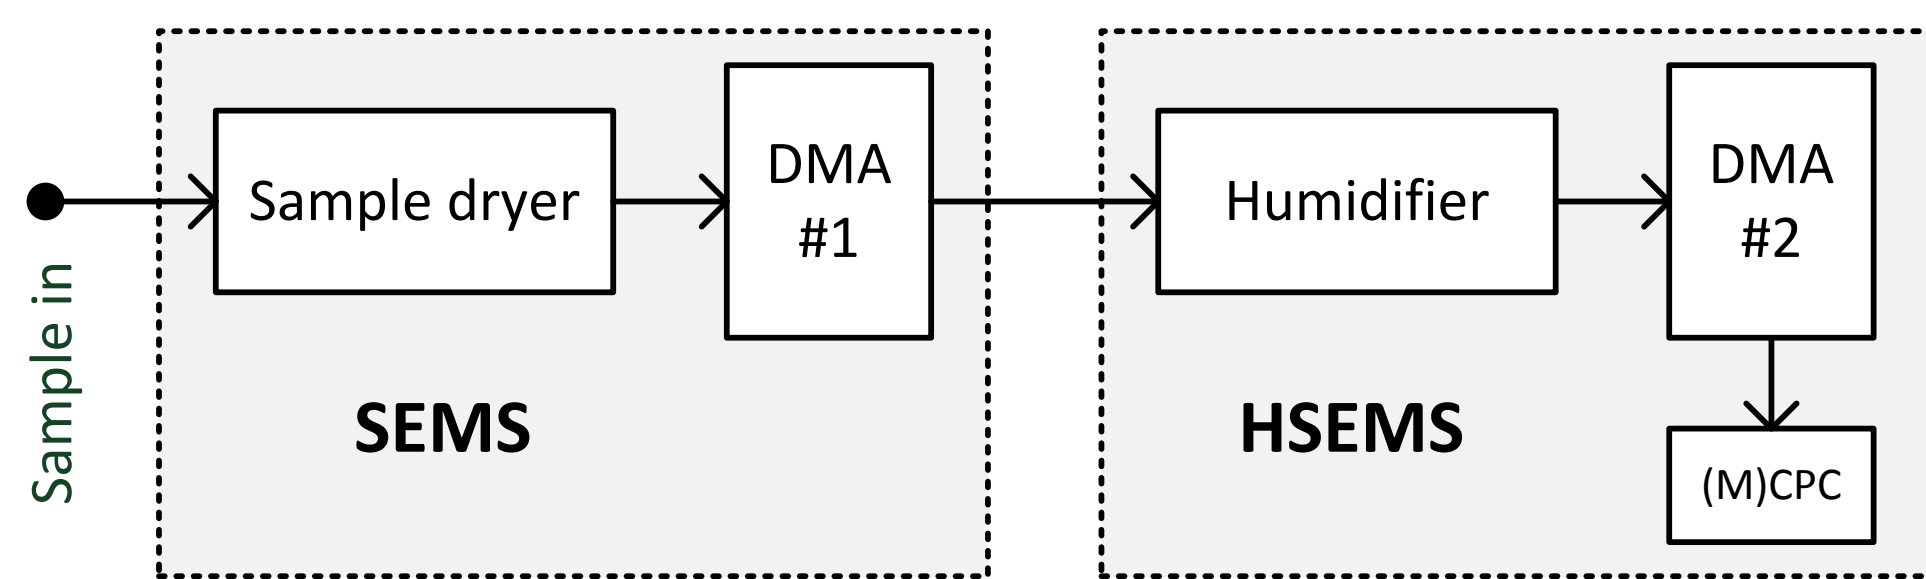 Sample in
Sample dryer
DMA
#1
SEMS
Humidifier
DMA
#2
HSEMS
(M)CPC